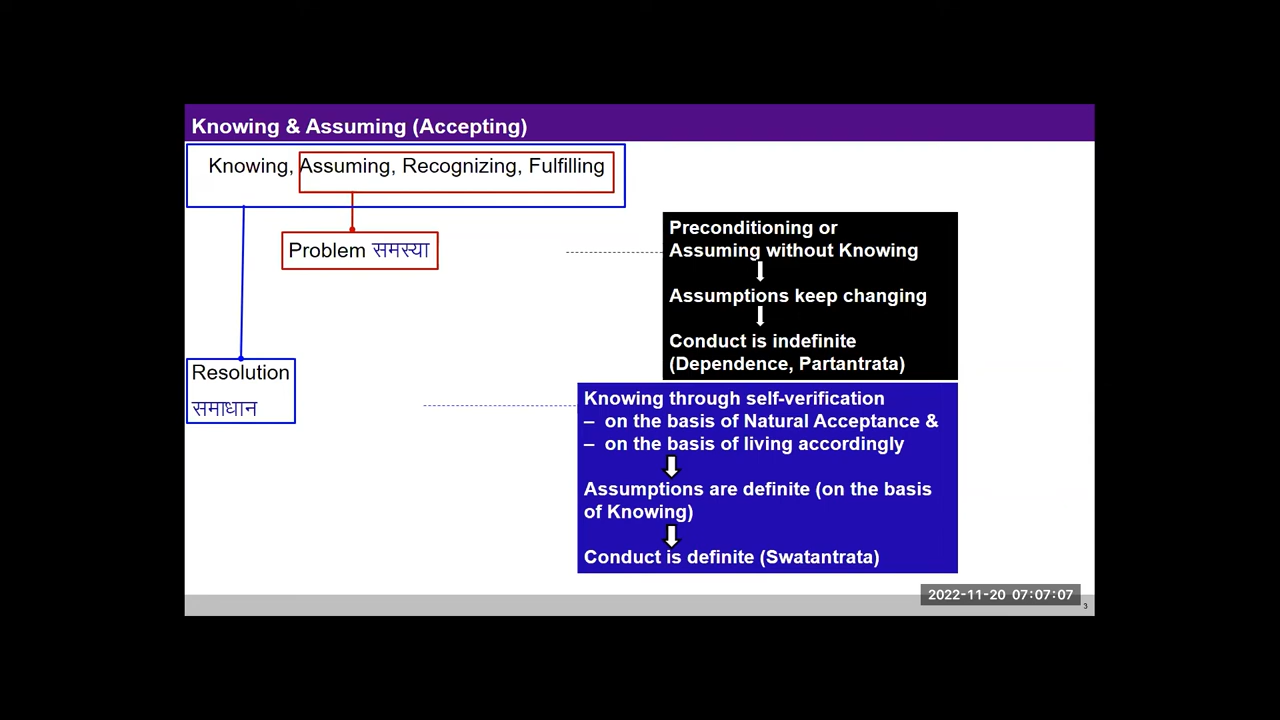 Knowing & Assuming (Accepting)
Knowing, Assuming, Recognizing, Fulfilling
Problem समस्या
Preconditioning or
Assuming without Knowing
Assumptions keep changing
Conduct is indefinite
(Dependence, Partantrata)
Resolution
समाधान
Knowing through self-verification
– on the basis of Natural Acceptance &
– on the basis of living accordingly
Assumptions are definite (on the basis
of Knowing)
Conduct is definite (Swatantrata)
2022-11-20 07:07:07
3